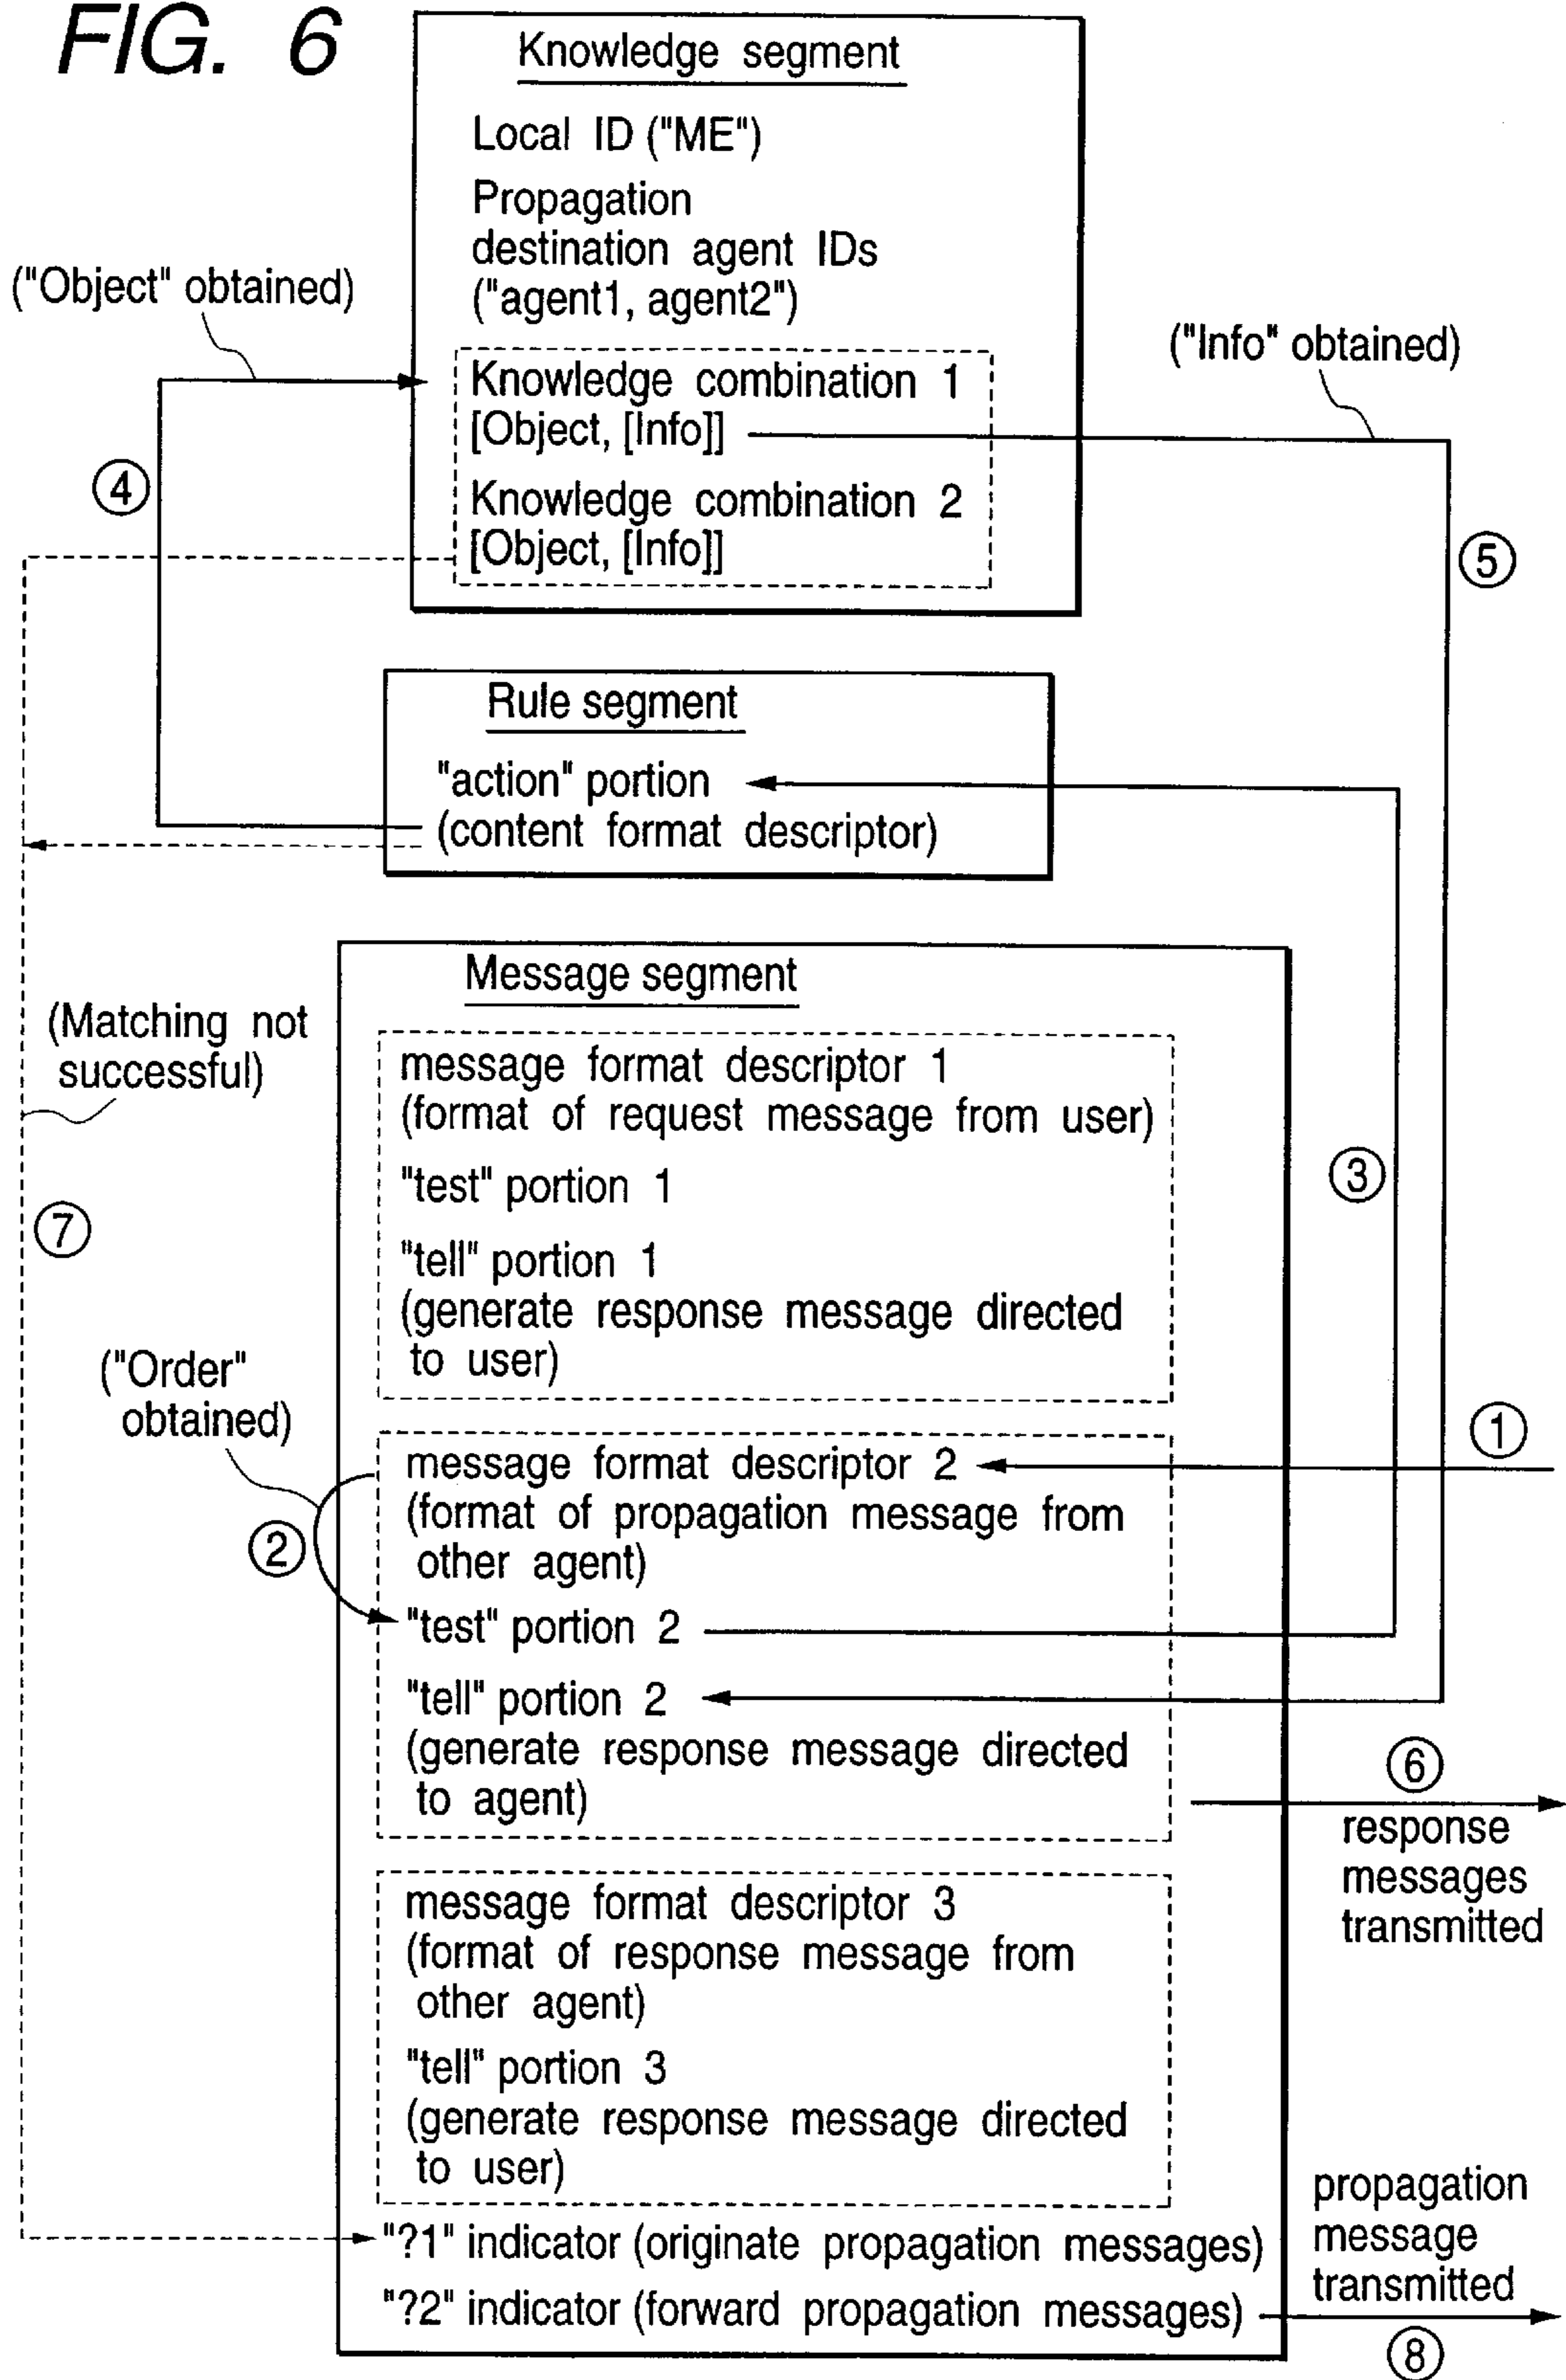 FIG. 6
Knowledge segment
Local ID ("ME")
Propagation
destination agent IDs
("agent1, agent2")
("Object" obtained)
("Info" obtained)
Knowledge combination 1
[Object, [Info]]
④
Knowledge combination 2
[Object, [Info]]
⑤
Rule segment
"action" portion
(content format descriptor)
Message segment
(Matching not
successful)
message format descriptor 1
(format of request message from user)
③
"test" portion 1
⑦
"tell" portion 1
(generate response message directed
to user)
("Order"
obtained)
①
message format descriptor 2
(format of propagation message from
other agent)
②
"test" portion 2
"tell" portion 2
(generate response message directed
to agent)
⑥
response
messages
transmitted
message format descriptor 3
(format of response message from
other agent)
"tell" portion 3
(generate response message directed
to user)
propagation
message
transmitted
"?1" indicator (originate propagation messages)
"?2" indicator (forward propagation messages)
⑧